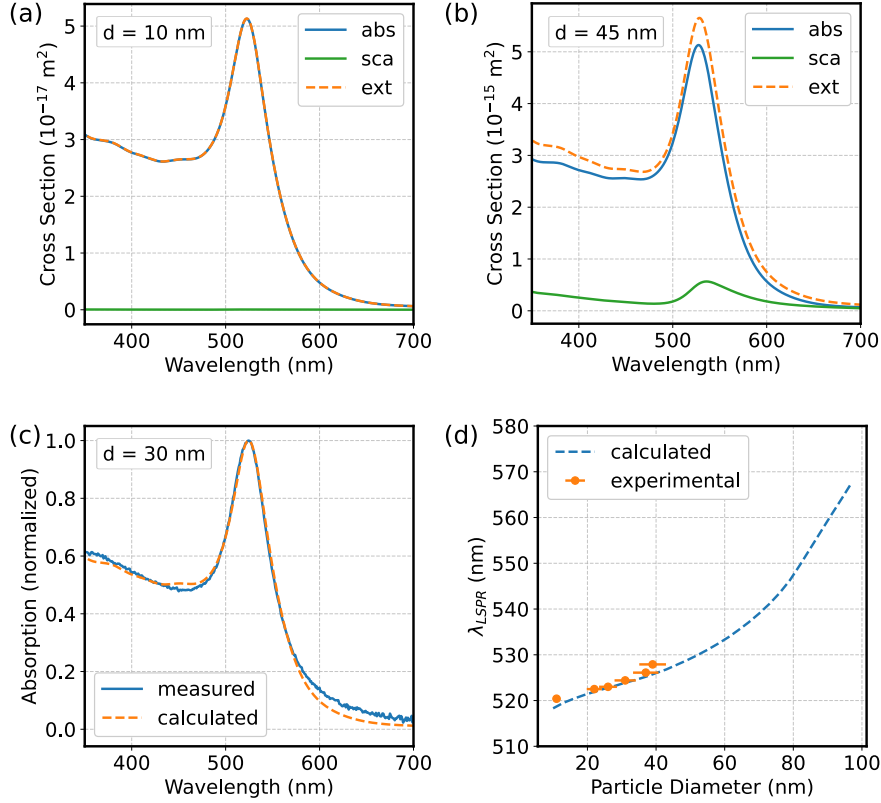 (a)
d = 10 nm
abs
sca
ext
Cross Section (10⁻¹⁷ m²)
5
4
3
2
1
0
400
500
600
700
Wavelength (nm)
(b)
d = 45 nm
abs
sca
ext
Cross Section (10⁻¹⁵ m²)
5
4
3
2
1
0
400
500
600
700
Wavelength (nm)
(c)
d = 30 nm
Absorption (normalized)
1.0
0.8
0.6
0.4
0.2
0.0
measured
calculated
400
500
600
700
Wavelength (nm)
(d)
calculated
experimental
λLSPR (nm)
580
570
560
550
540
530
520
510
20
40
60
80
100
Particle Diameter (nm)